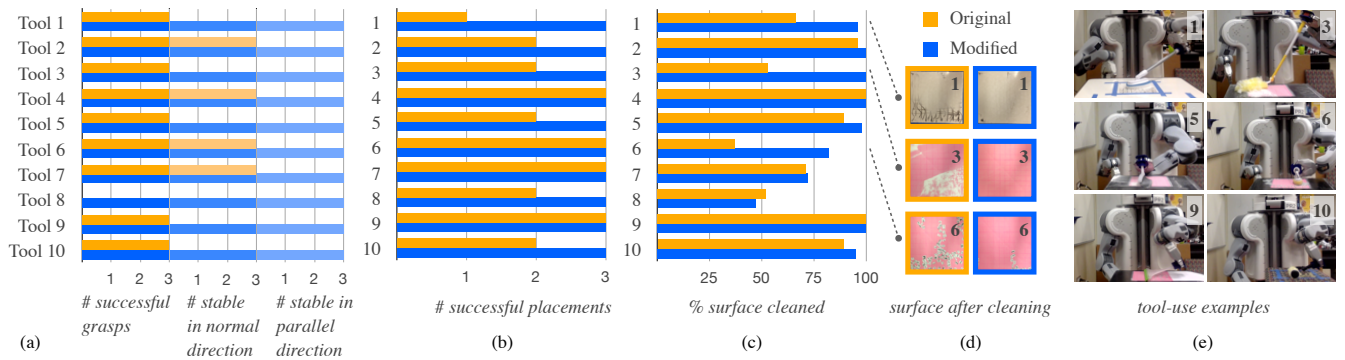 Tool 1
Tool 2
Tool 3
Tool 4
Tool 5
Tool 6
Tool 7
Tool 8
Tool 9
Tool 10
1 2 3 1 2 3 1 2 3
# successful
grasps
# stable
in normal
direction
# stable in
parallel
direction
(a)
1
2
3
4
5
6
7
8
9
10
1 2 3
# successful placements
(b)
1
2
3
4
5
6
7
8
9
10
25 50 75 100
% surface cleaned
(c)
Original
Modified
1 1
3 3
6 6
surface after cleaning
(d)
1 3
5 6
9 10
tool-use examples
(e)